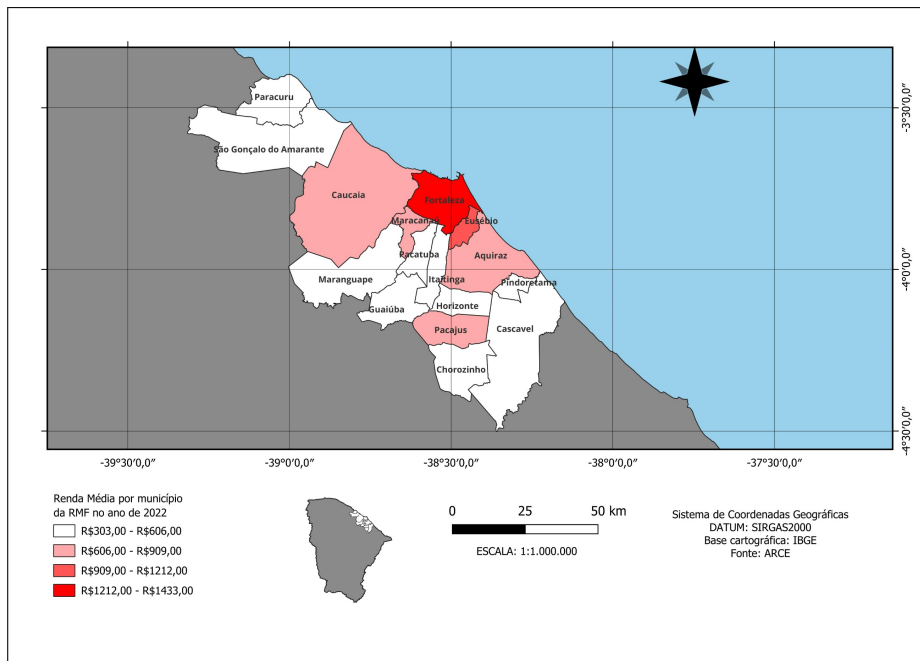 Paracuru
São Gonçalo do Amarante
Caucaia
Fortaleza
Maracanaú
Eusébio
Pacatuba
Aquiraz
Maranguape
Itaitinga
Pindoretama
Guaiúba
Horizonte
Pacajus
Cascavel
Chorozinho
-3°30'0,0"
-4°0'0,0"
-4°30'0,0"
-39°30'0,0"
-39°0'0,0"
-38°30'0,0"
-38°0'0,0"
-37°30'0,0"
Renda Média por município
da RMF no ano de 2022
R$303,00 - R$606,00
R$606,00 - R$909,00
R$909,00 - R$1212,00
R$1212,00 - R$1433,00
0 25 50 km
ESCALA: 1:1.000.000
Sistema de Coordenadas Geográficas
DATUM: SIRGAS2000
Base cartográfica: IBGE
Fonte: ARCE